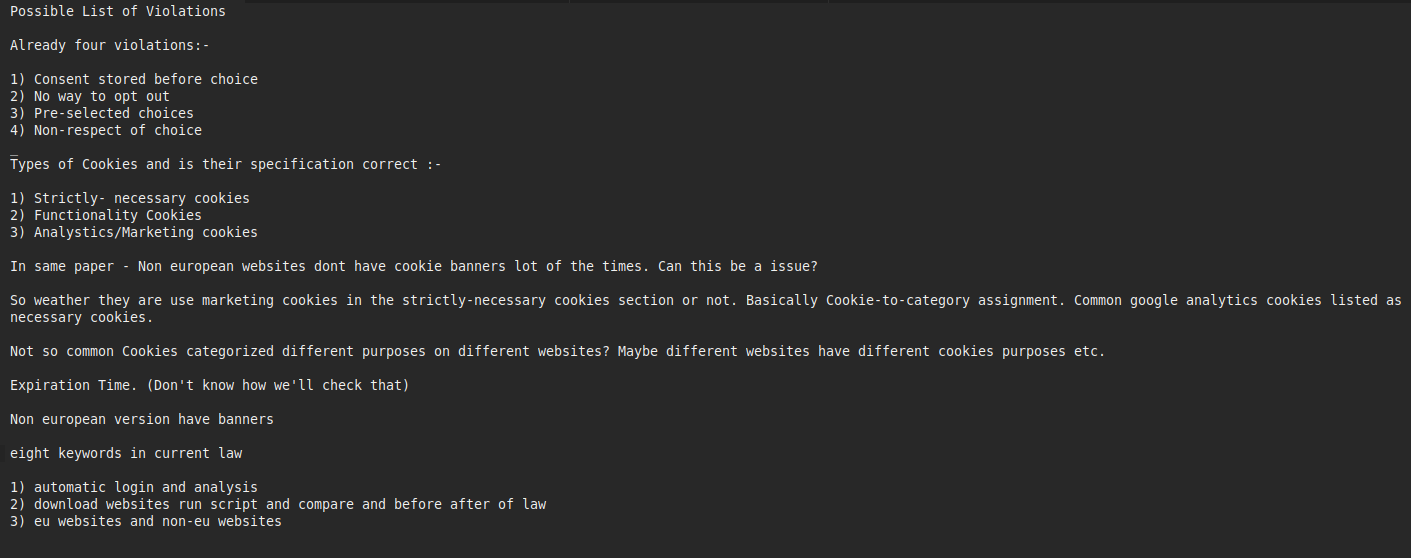 Possible List of Violations
Already four violations:-
1) Consent stored before choice
2) No way to opt out
3) Pre-selected choices
4) Non-respect of choice
_
Types of Cookies and is their specification correct :-
1) Strictly- necessary cookies
2) Functionality Cookies
3) Analystics/Marketing cookies
In same paper - Non european websites dont have cookie banners lot of the times. Can this be a issue?
So weather they are use marketing cookies in the strictly-necessary cookies section or not. Basically Cookie-to-category assignment. Common google analytics cookies listed as
necessary cookies.
Not so common Cookies categorized different purposes on different websites? Maybe different websites have different cookies purposes etc.
Expiration Time. (Don't know how we'll check that)
Non european version have banners
eight keywords in current law
1) automatic login and analysis
2) download websites run script and compare and before after of law
3) eu websites and non-eu websites